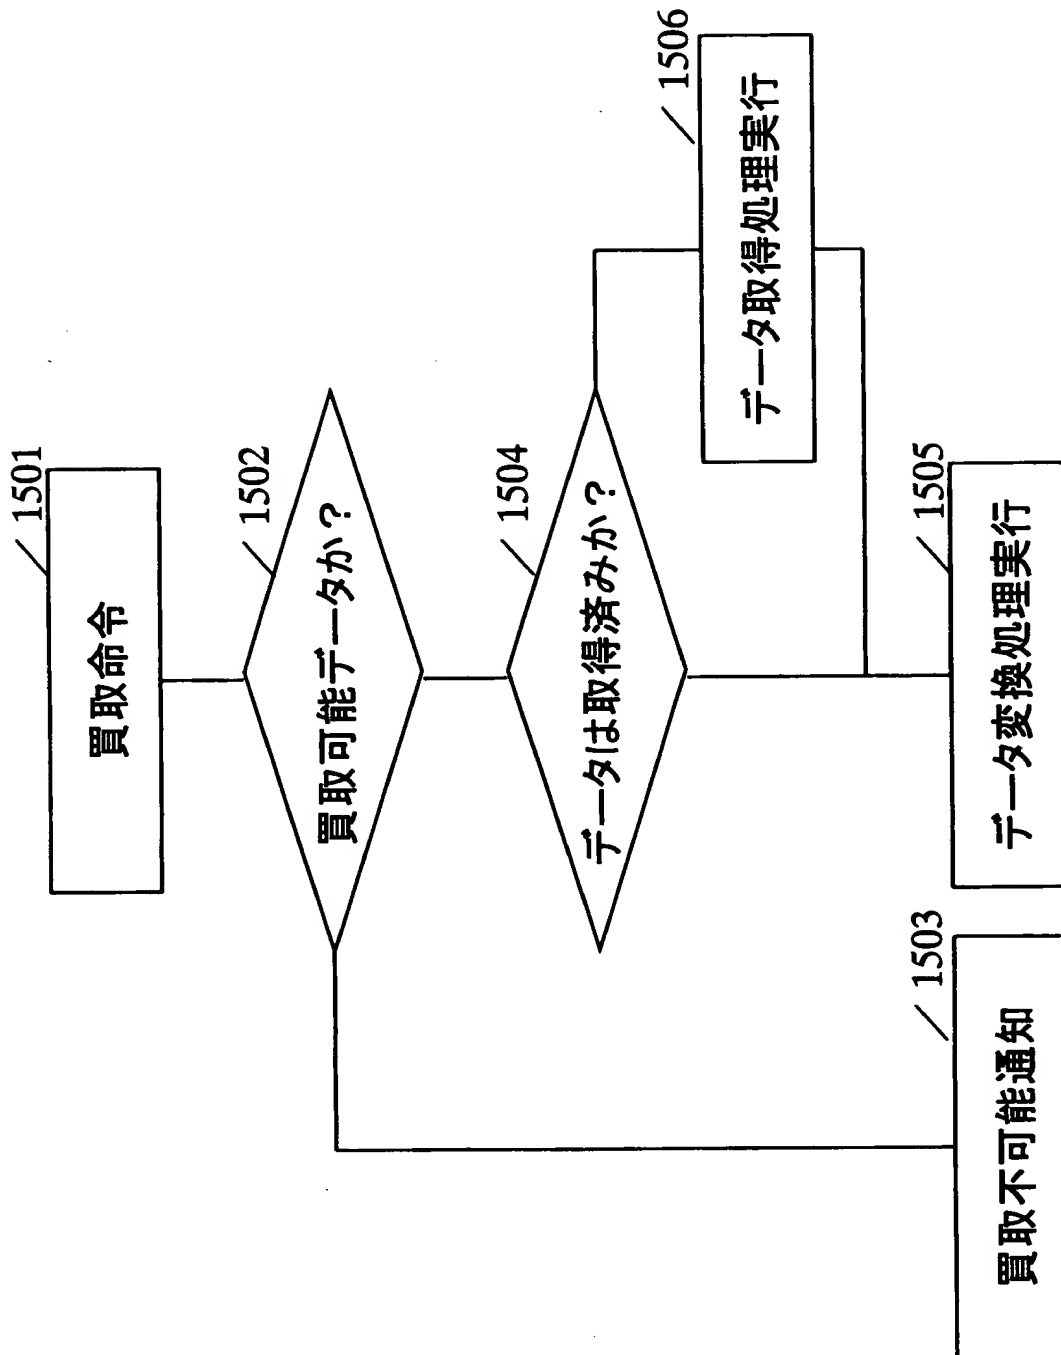 1501
買取命令
1502
買取可能データか？
1504
データは取得済みか？
1506
データ取得処理実行
1505
データ変換処理実行
1503
買取不可能通知